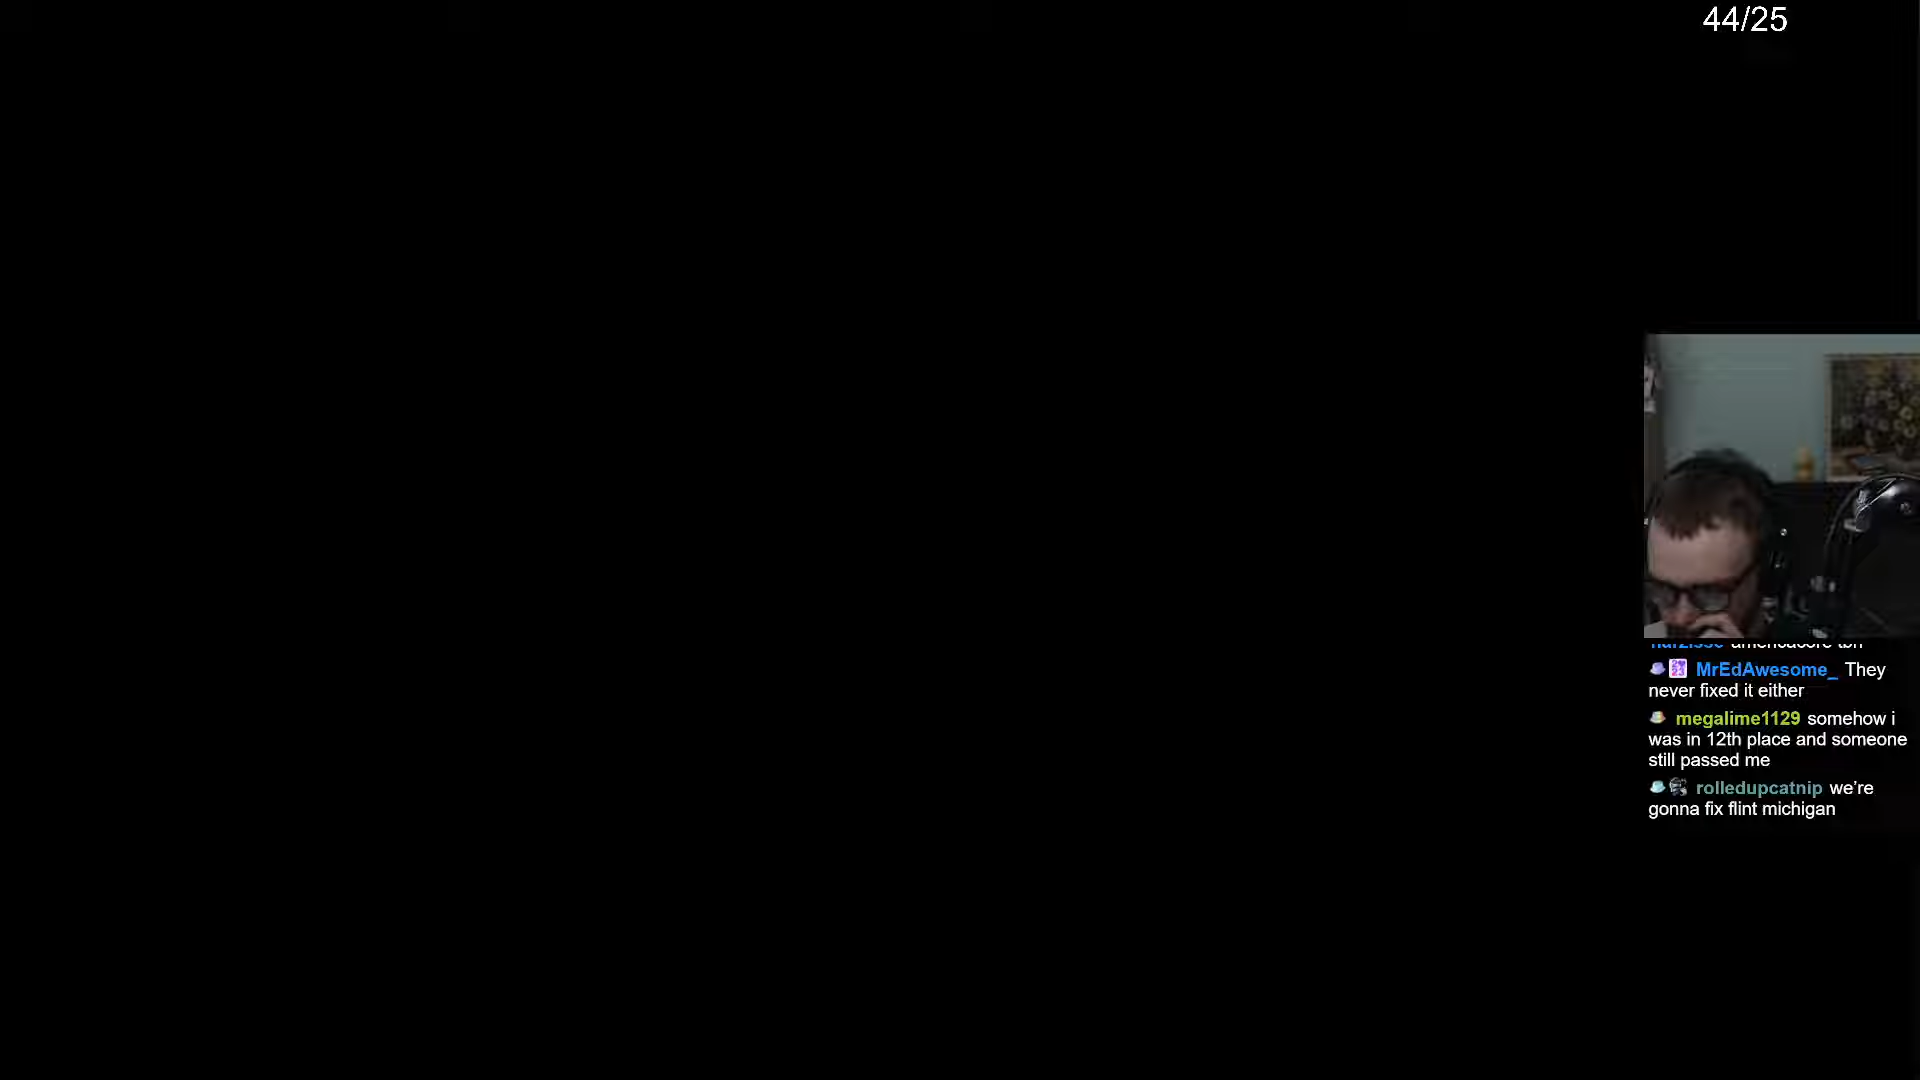 44/25
MrEdAwesome_ They
never fixed it either
megalime1129 somehow i
was in 12th place and someone
still passed me
rolledupcatnip we're
gonna fix flint michigan